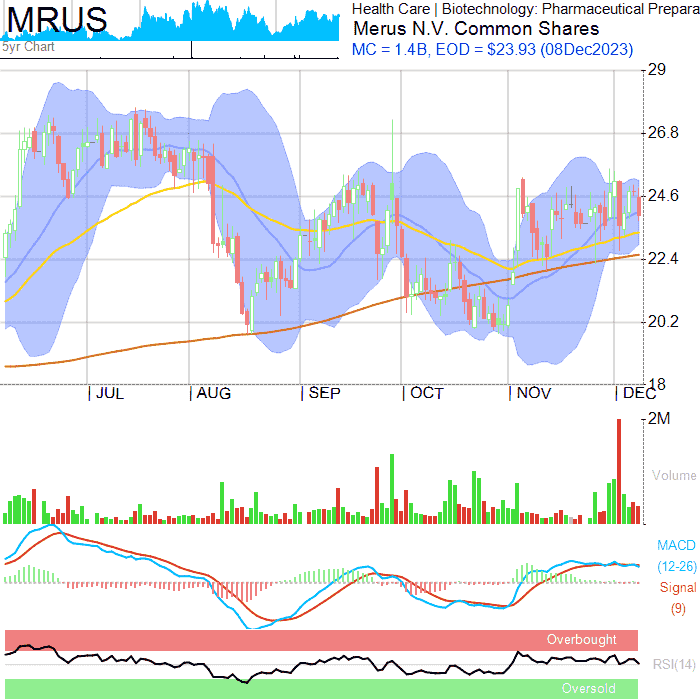 MRUS
5yr Chart
Health Care | Biotechnology: Pharmaceutical Prepara
Merus N.V. Common Shares
MC = 1.4B, EOD = $23.93 (08Dec2023)
29
26.8
24.6
22.4
20.2
18
| JUL
| AUG
| SEP
| OCT
| NOV
| DEC
2M
Volume
MACD
(12-26)
Signal
(9)
Overbought
RSI(14)
Oversold